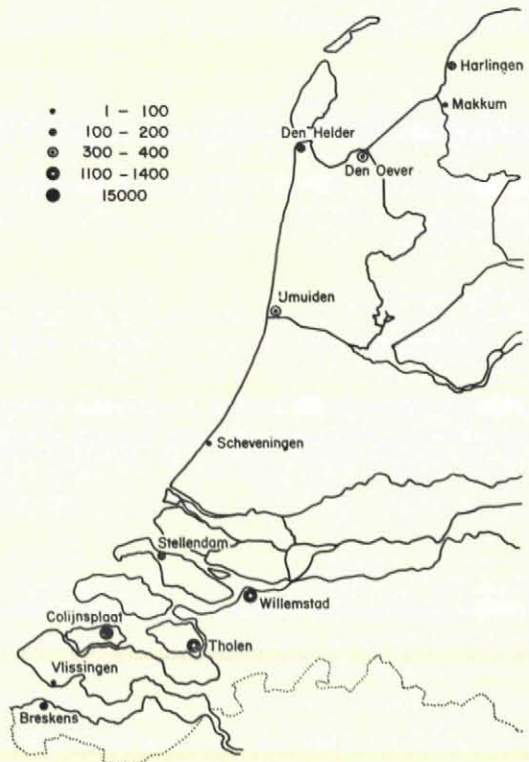 Harlingen
Makkum
1 - 100
100 - 200
300 - 400
1100 - 1400
15000
Den Helder
Den Oever
IJmuiden
Scheveningen
Stellendam
Willemstad
Colijnsplaat
Tholen
Vlissingen
Breskens